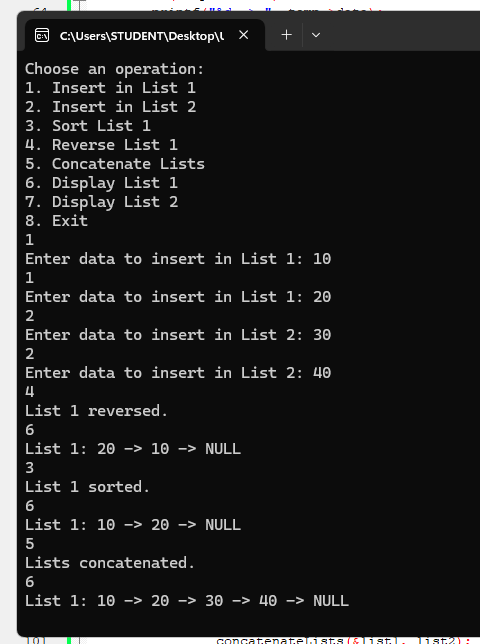 C:\Users\STUDENT\Desktop\U
Choose an operation:
1. Insert in List 1
2. Insert in List 2
3. Sort List 1
4. Reverse List 1
5. Concatenate Lists
6. Display List 1
7. Display List 2
8. Exit
1
Enter data to insert in List 1: 10
1
Enter data to insert in List 1: 20
2
Enter data to insert in List 2: 30
2
Enter data to insert in List 2: 40
4
List 1 reversed.
6
List 1: 20 -> 10 -> NULL
3
List 1 sorted.
6
List 1: 10 -> 20 -> NULL
5
Lists concatenated.
6
List 1: 10 -> 20 -> 30 -> 40 -> NULL
101 concatenateLists(&list1, list2);